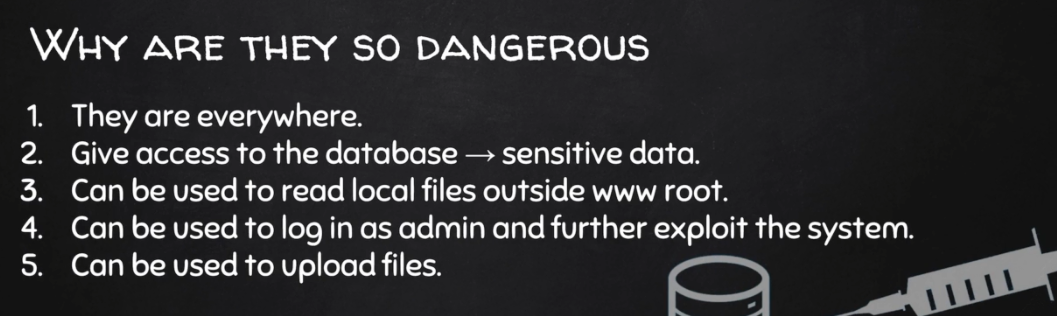 Why are they so dangerous
1. They are everywhere.
2. Give access to the database → sensitive data.
3. Can be used to read local files outside www root.
4. Can be used to log in as admin and further exploit the system.
5. Can be used to upload files.